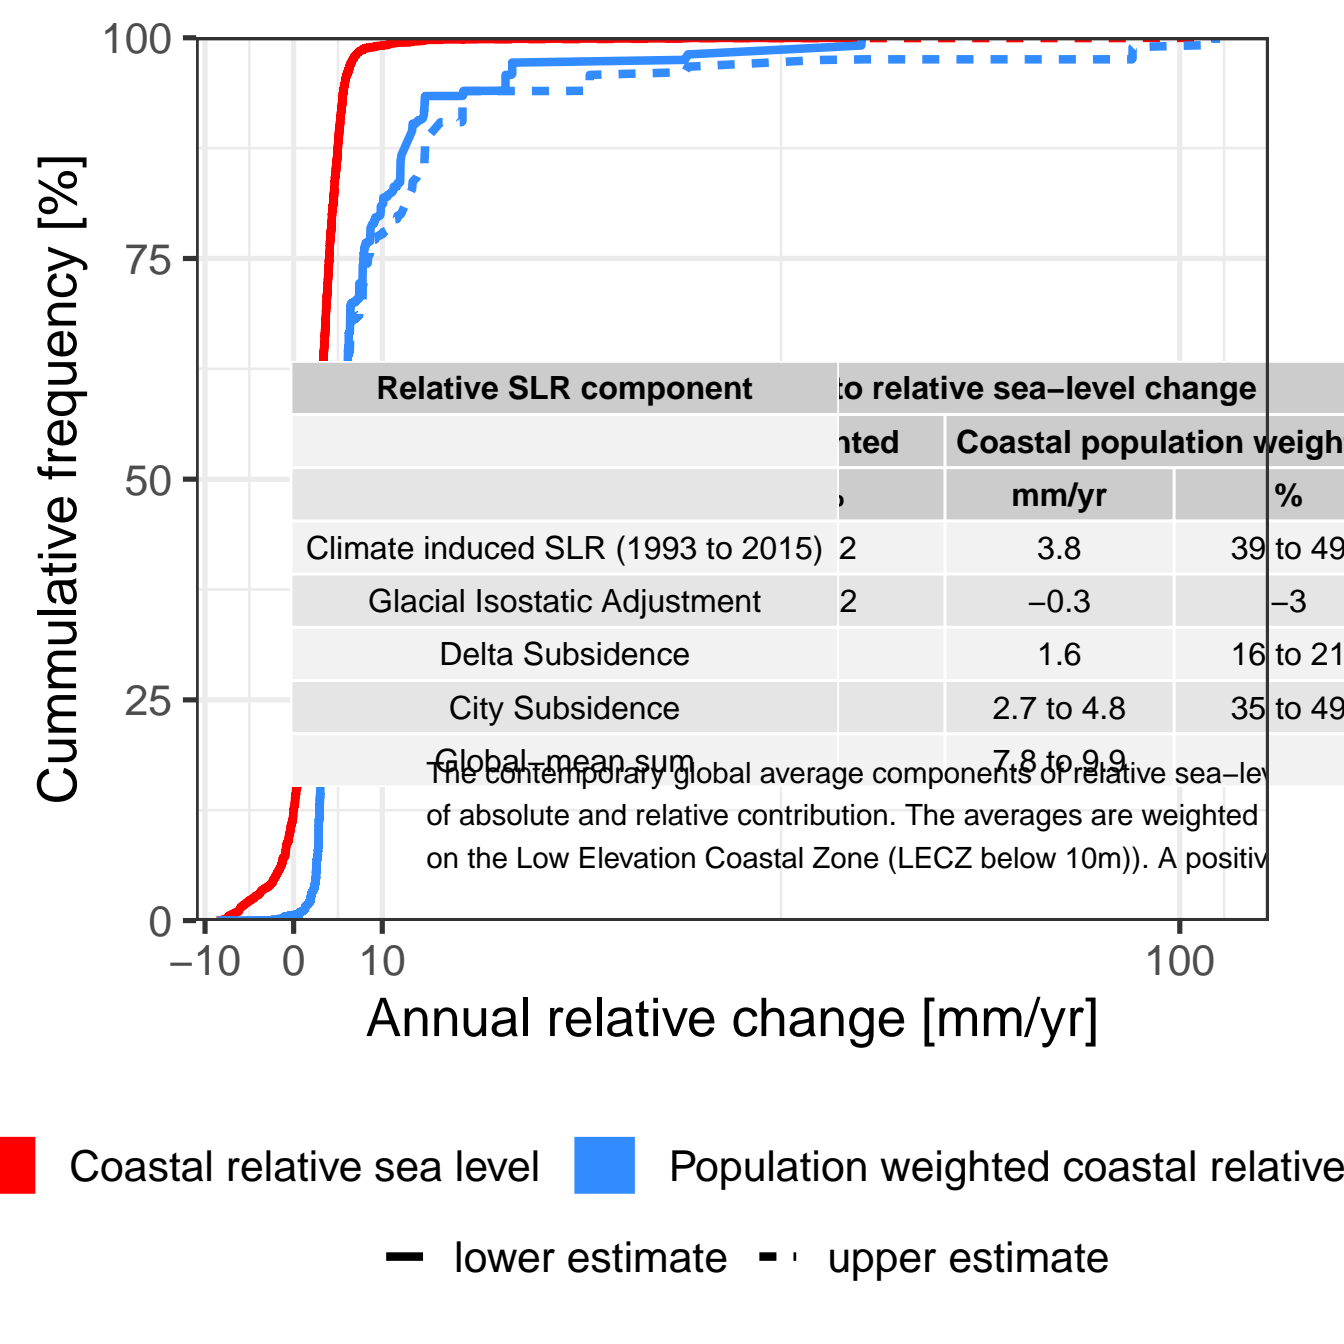 Cummulative frequency [%]
100
75
50
25
0
Relative SLR component to relative sea–level change
Coastal population weigh
mm/yr %
Climate induced SLR (1993 to 2015) 2 3.8 39 to 49
Glacial Isostatic Adjustment 2 –0.3 –3
Delta Subsidence 1.6 16 to 21
City Subsidence 2.7 to 4.8 35 to 49
Global–mean sum 7.8 to 9.9
The contemporary global average components of relative sea–lev
of absolute and relative contribution. The averages are weighted
on the Low Elevation Coastal Zone (LECZ below 10m)). A positiv
–10 0 10 100
Annual relative change [mm/yr]
Coastal relative sea level Population weighted coastal relative
lower estimate upper estimate